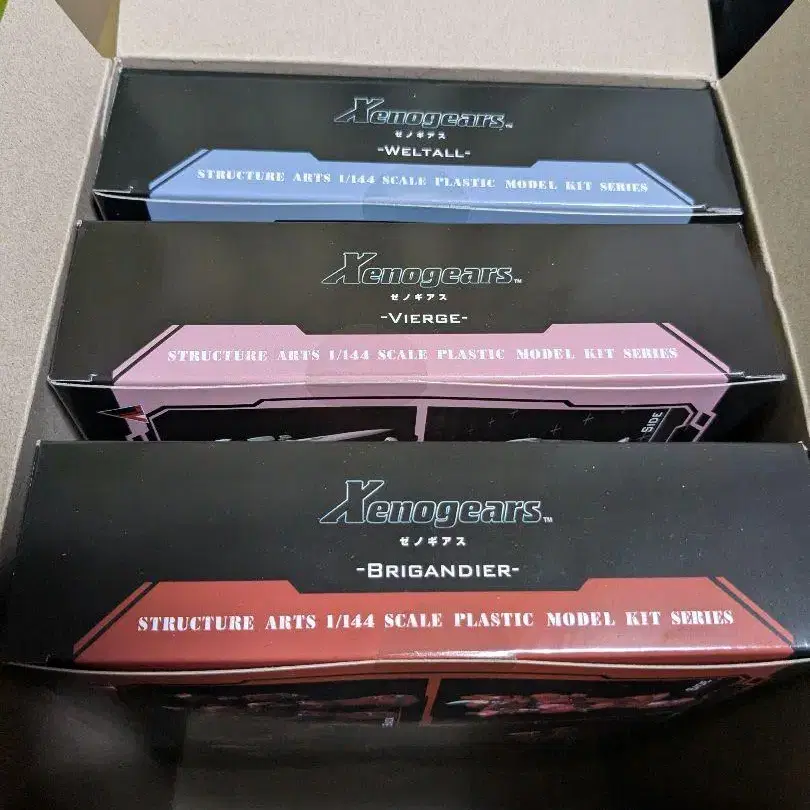 Xenogears™
ゼノギアス
-WELTALL-
STRUCTURE ARTS 1/144 SCALE PLASTIC MODEL KIT SERIES
Xenogears™
ゼノギアス
-VIERGE-
STRUCTURE ARTS 1/144 SCALE PLASTIC MODEL KIT SERIES
SIDE
Xenogears™
ゼノギアス
-BRIGANDIER-
STRUCTURE ARTS 1/144 SCALE PLASTIC MODEL KIT SERIES